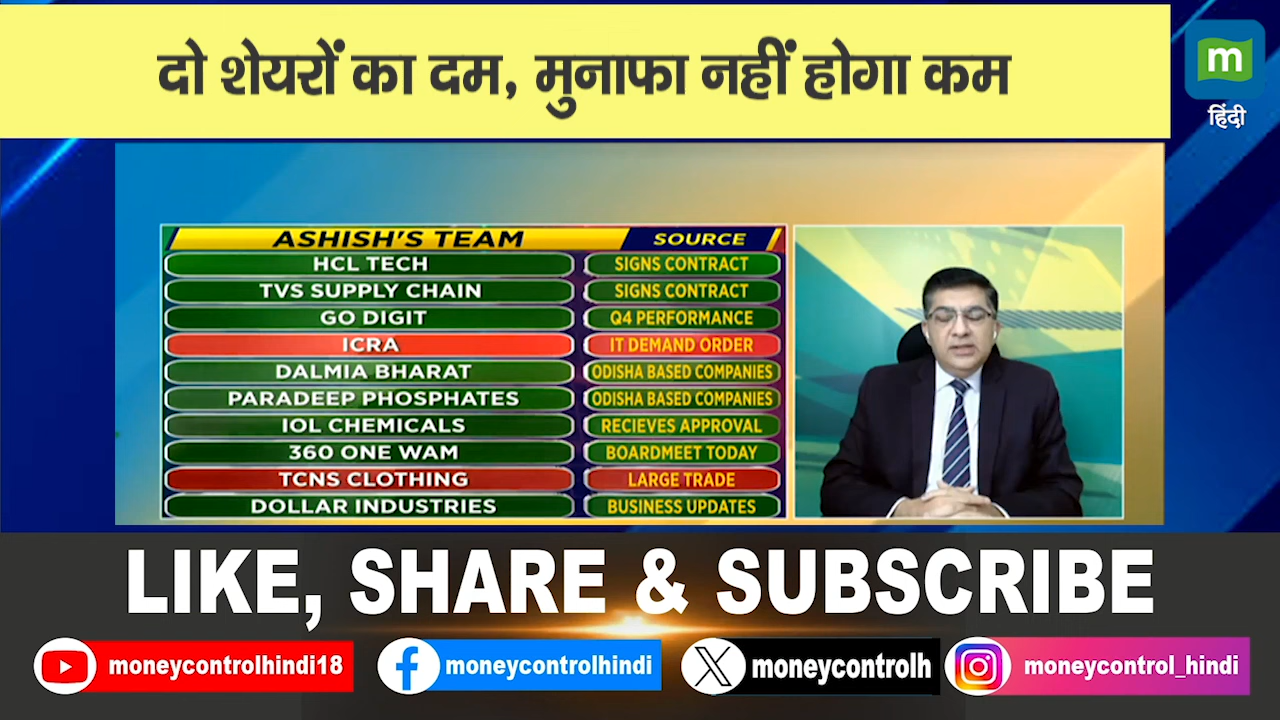 दो शेयरों का दम, मुनाफा नहीं होगा कम
m
हिंदी
ASHISH'S TEAM SOURCE
HCL TECH SIGNS CONTRACT
TVS SUPPLY CHAIN SIGNS CONTRACT
GO DIGIT Q4 PERFORMANCE
ICRA IT DEMAND ORDER
DALMIA BHARAT ODISHA BASED COMPANIES
PARADEEP PHOSPHATES ODISHA BASED COMPANIES
IOL CHEMICALS RECIEVES APPROVAL
360 ONE WAM BOARDMEET TODAY
TCNS CLOTHING LARGE TRADE
DOLLAR INDUSTRIES BUSINESS UPDATES
LIKE, SHARE & SUBSCRIBE
moneycontrolhindi18 moneycontrolhindi moneycontrolh moneycontrol_hindi